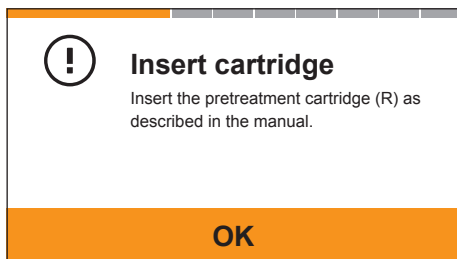 Insert cartridge
Insert the pretreatment cartridge (R) as
described in the manual.
OK